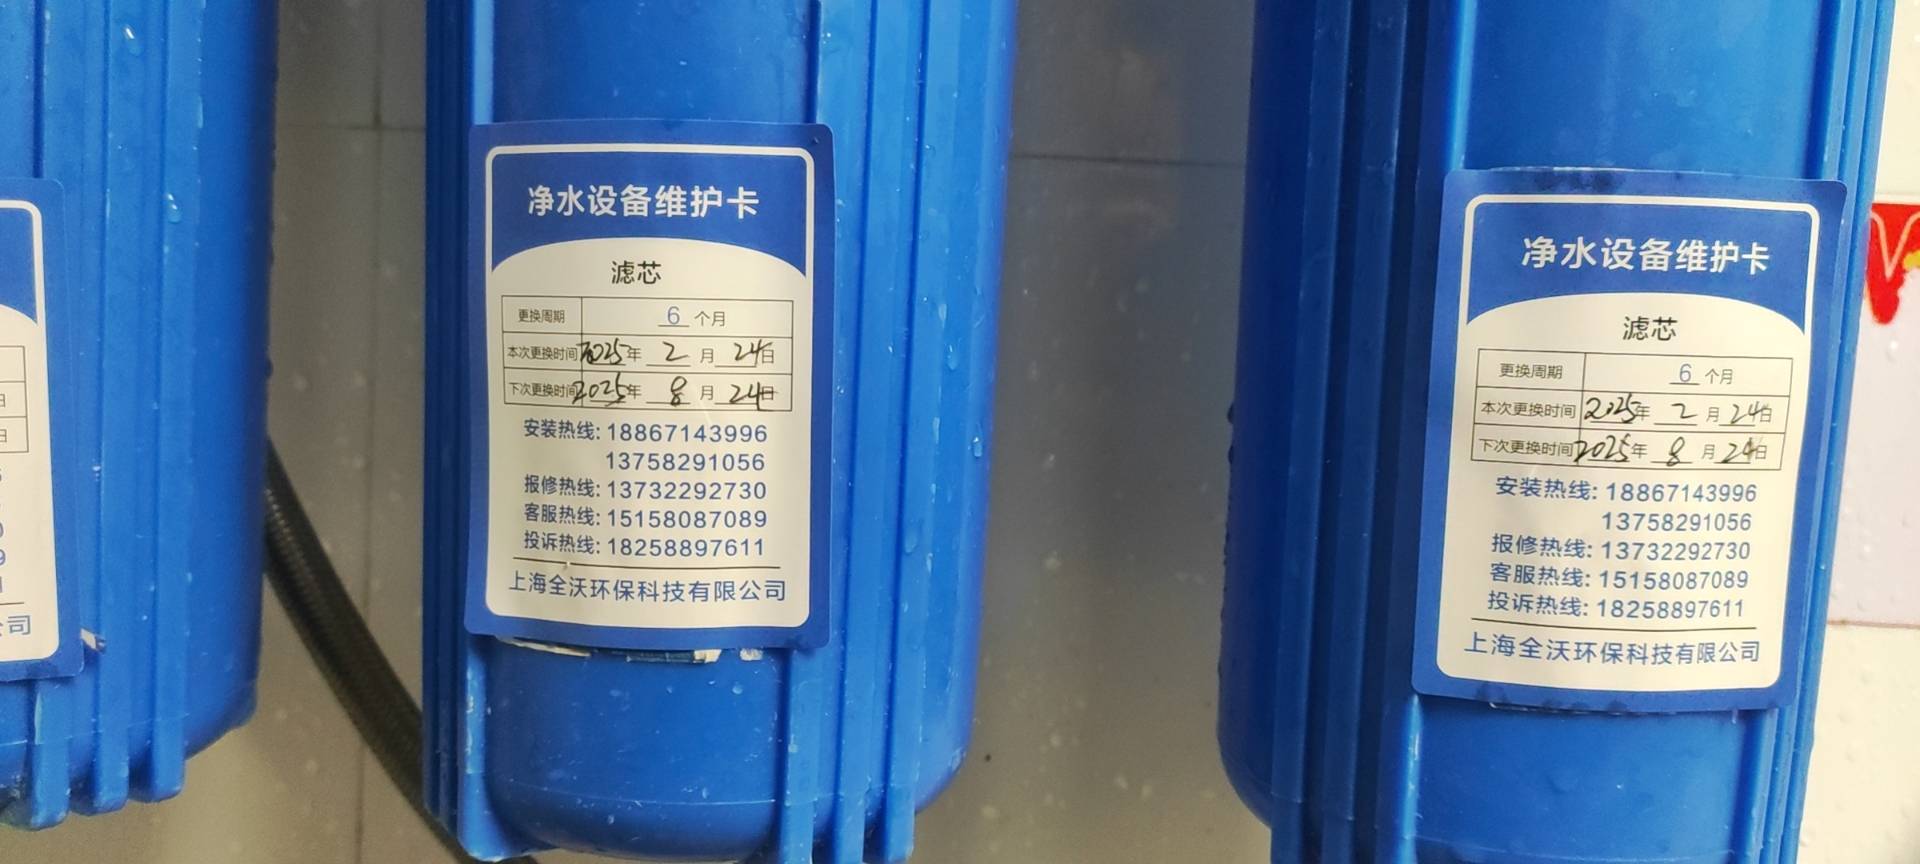 净水设备维护卡
滤芯
更换周期 6 个月
本次更换时间 2025年 2 月 24日
下次更换时间 2025年 8 月 24日
安装热线: 18867143996
13758291056
报修热线: 13732292730
客服热线: 15158087089
投诉热线: 18258897611
上海全沃环保科技有限公司
净水设备维护卡
滤芯
更换周期 6 个月
本次更换时间 2025年 2 月 24日
下次更换时间 2025年 8 月 24日
安装热线: 18867143996
13758291056
报修热线: 13732292730
客服热线: 15158087089
投诉热线: 18258897611
上海全沃环保科技有限公司
日
日
0
9
1
司